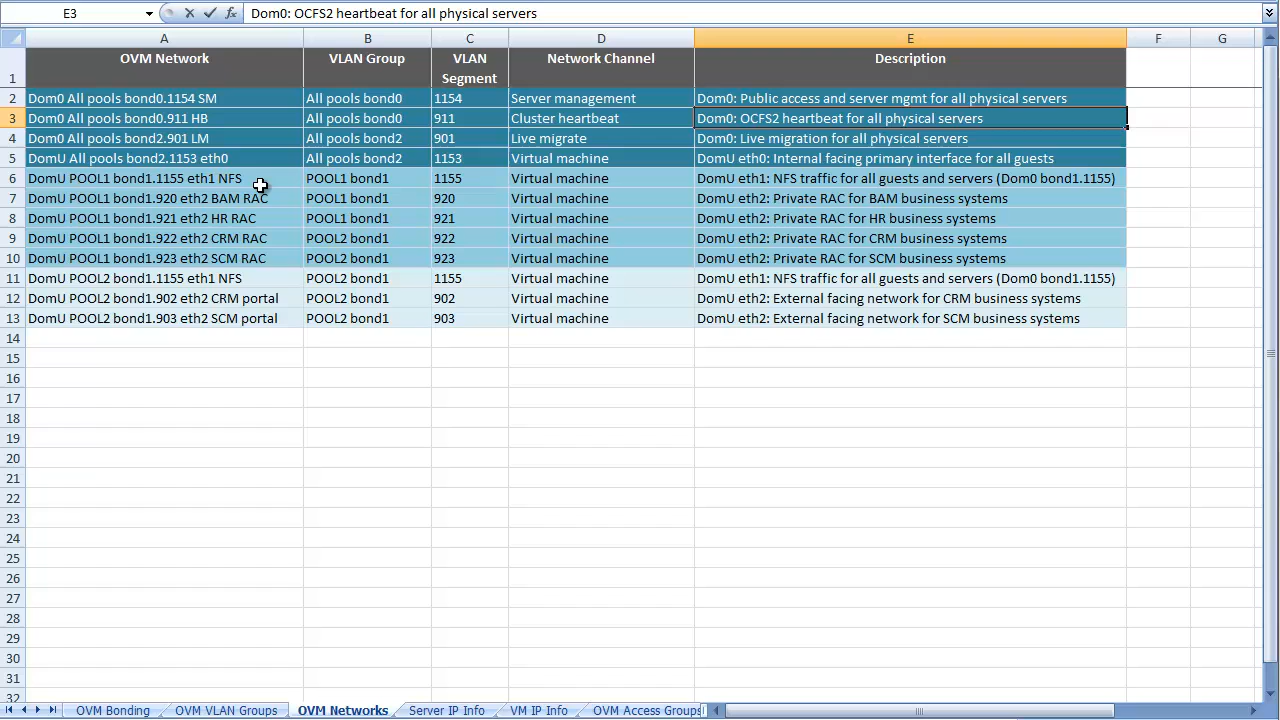 E3 fx Dom0: OCFS2 heartbeat for all physical servers
A B C D E F G
1 OVM Network VLAN Group VLAN Segment Network Channel Description
2 Dom0 All pools bond0.1154 SM All pools bond0 1154 Server management Dom0: Public access and server mgmt for all physical servers
3 Dom0 All pools bond0.911 HB All pools bond0 911 Cluster heartbeat Dom0: OCFS2 heartbeat for all physical servers
4 Dom0 All pools bond2.901 LM All pools bond2 901 Live migrate Dom0: Live migration for all physical servers
5 DomU All pools bond2.1153 eth0 All pools bond2 1153 Virtual machine DomU eth0: Internal facing primary interface for all guests
6 DomU POOL1 bond1.1155 eth1 NFS POOL1 bond1 1155 Virtual machine DomU eth1: NFS traffic for all guests and servers (Dom0 bond1.1155)
7 DomU POOL1 bond1.920 eth2 BAM RAC POOL1 bond1 920 Virtual machine DomU eth2: Private RAC for BAM business systems
8 DomU POOL1 bond1.921 eth2 HR RAC POOL1 bond1 921 Virtual machine DomU eth2: Private RAC for HR business systems
9 DomU POOL1 bond1.922 eth2 CRM RAC POOL2 bond1 922 Virtual machine DomU eth2: Private RAC for CRM business systems
10 DomU POOL1 bond1.923 eth2 SCM RAC POOL2 bond1 923 Virtual machine DomU eth2: Private RAC for SCM business systems
11 DomU POOL2 bond1.1155 eth1 NFS POOL2 bond1 1155 Virtual machine DomU eth1: NFS traffic for all guests and servers (Dom0 bond1.1155)
12 DomU POOL2 bond1.902 eth2 CRM portal POOL2 bond1 902 Virtual machine DomU eth2: External facing network for CRM business systems
13 DomU POOL2 bond1.903 eth2 SCM portal POOL2 bond1 903 Virtual machine DomU eth2: External facing network for SCM business systems
14
15
16
17
18
19
20
21
22
23
24
25
26
27
28
29
30
31
32
OVM Bonding OVM VLAN Groups OVM Networks Server IP Info VM IP Info OVM Access Groups